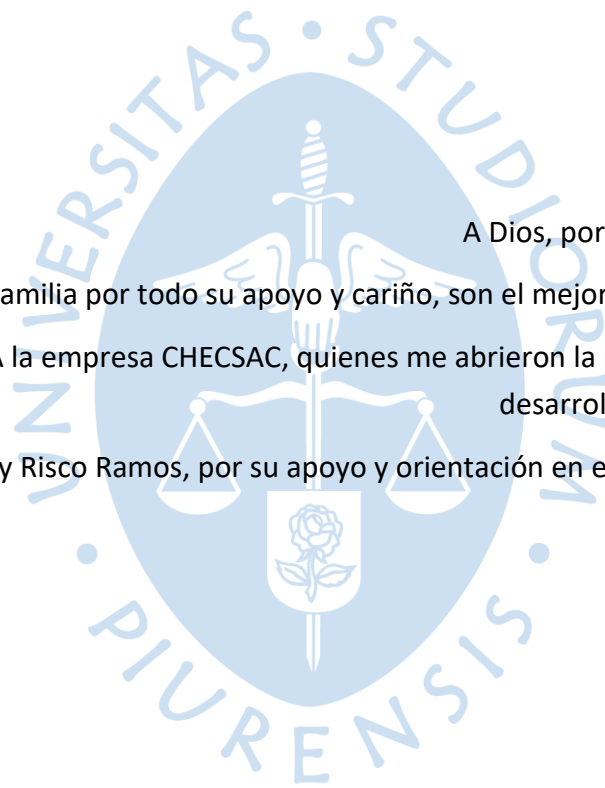 UNIVERSITAS • STUDIORUM • PIURENSIS •
A Dios, por
amilia por todo su apoyo y cariño, son el mejor
la empresa CHECSAC, quienes me abrieron la
desarrol
y Risco Ramos, por su apoyo y orientación en e